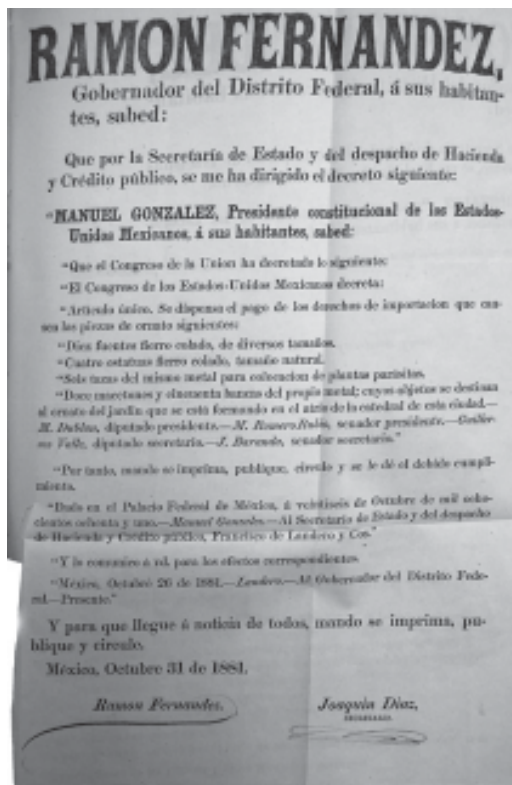 RAMON FERNANDEZ,
Gobernador del Distrito Federal, á sus habitan-
tes, sabed:
Que por la Secretaría de Estado y del despacho de Hacienda
y Crédito público, se me ha dirigido el decreto siguiente:
"MANUEL GONZALEZ, Presidente constitucional de los Estados-
Unidos Mexicanos, á sus habitantes, sabed:
"Que el Congreso de la Union ha decretado lo siguiente:
"El Congreso de los Estados-Unidos Mexicanos decreta:
"Artículo único. Se dispensa el pago de los derechos de importacion que cau-
sen las piezas de ornato siguientes:
"Diez fuentes fierro colado, de diversos tamaños.
"Cuatro estatuas fierro colado, tamaño natural.
"Seis tazas del mismo metal para colocacion de plantas parásitas.
"Doce macetones y cincuenta bancas del propio metal; cuyos objetos se destinan
al ornato del jardin que se está formando en el atrio de la catedral de esta ciudad.—
M. Dublan, diputado presidente.—M. Romero Rubio, senador presidente.—Guiller-
mo Valle, diputado secretario.—J. Baranda, senador secretario."
"Por tanto, mando se imprima, publique, circule y se le dé el debido cumpli-
miento.
"Dado en el Palacio Federal de México, á veintiseis de Octubre de mil ocho-
cientos ochenta y uno.—Manuel Gonzalez.—Al Secretario de Estado y del despacho
de Hacienda y Crédito público, Francisco de Landero y Cos."
"Y lo comunico á vd. para los efectos correspondientes.
"México, Octubre 26 de 1881.—Landero.—Al Gobernador del Distrito Fede-
ral.—Presente."
Y para que llegue á noticia de todos, mando se imprima, pu-
blique y circule.
México, Octubre 31 de 1881.
Ramon Fernandez.
Joaquin Diaz,
SECRETARIO.